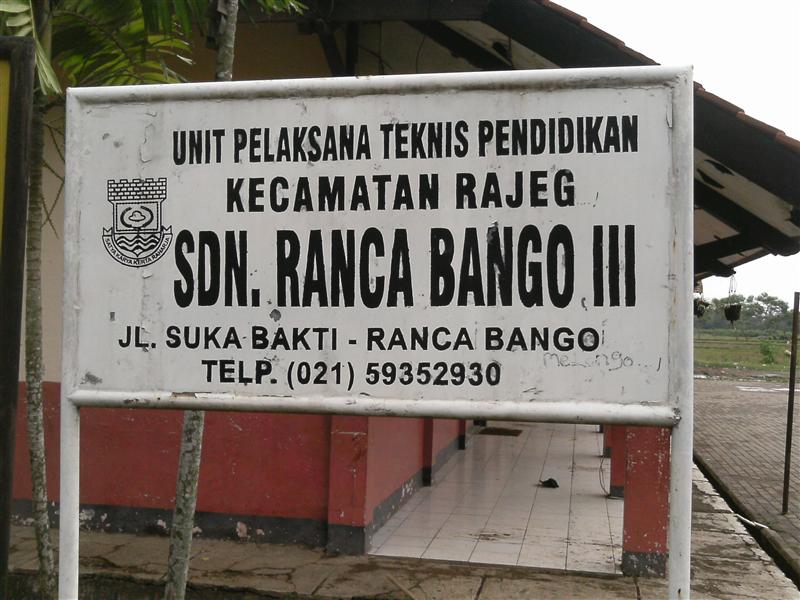 UNIT PELAKSANA TEKNIS PENDIDIKAN
KECAMATAN RAJEG
SDN. RANCA BANGO III
JL. SUKA BAKTI - RANCA BANGO
TELP. (021) 59352930